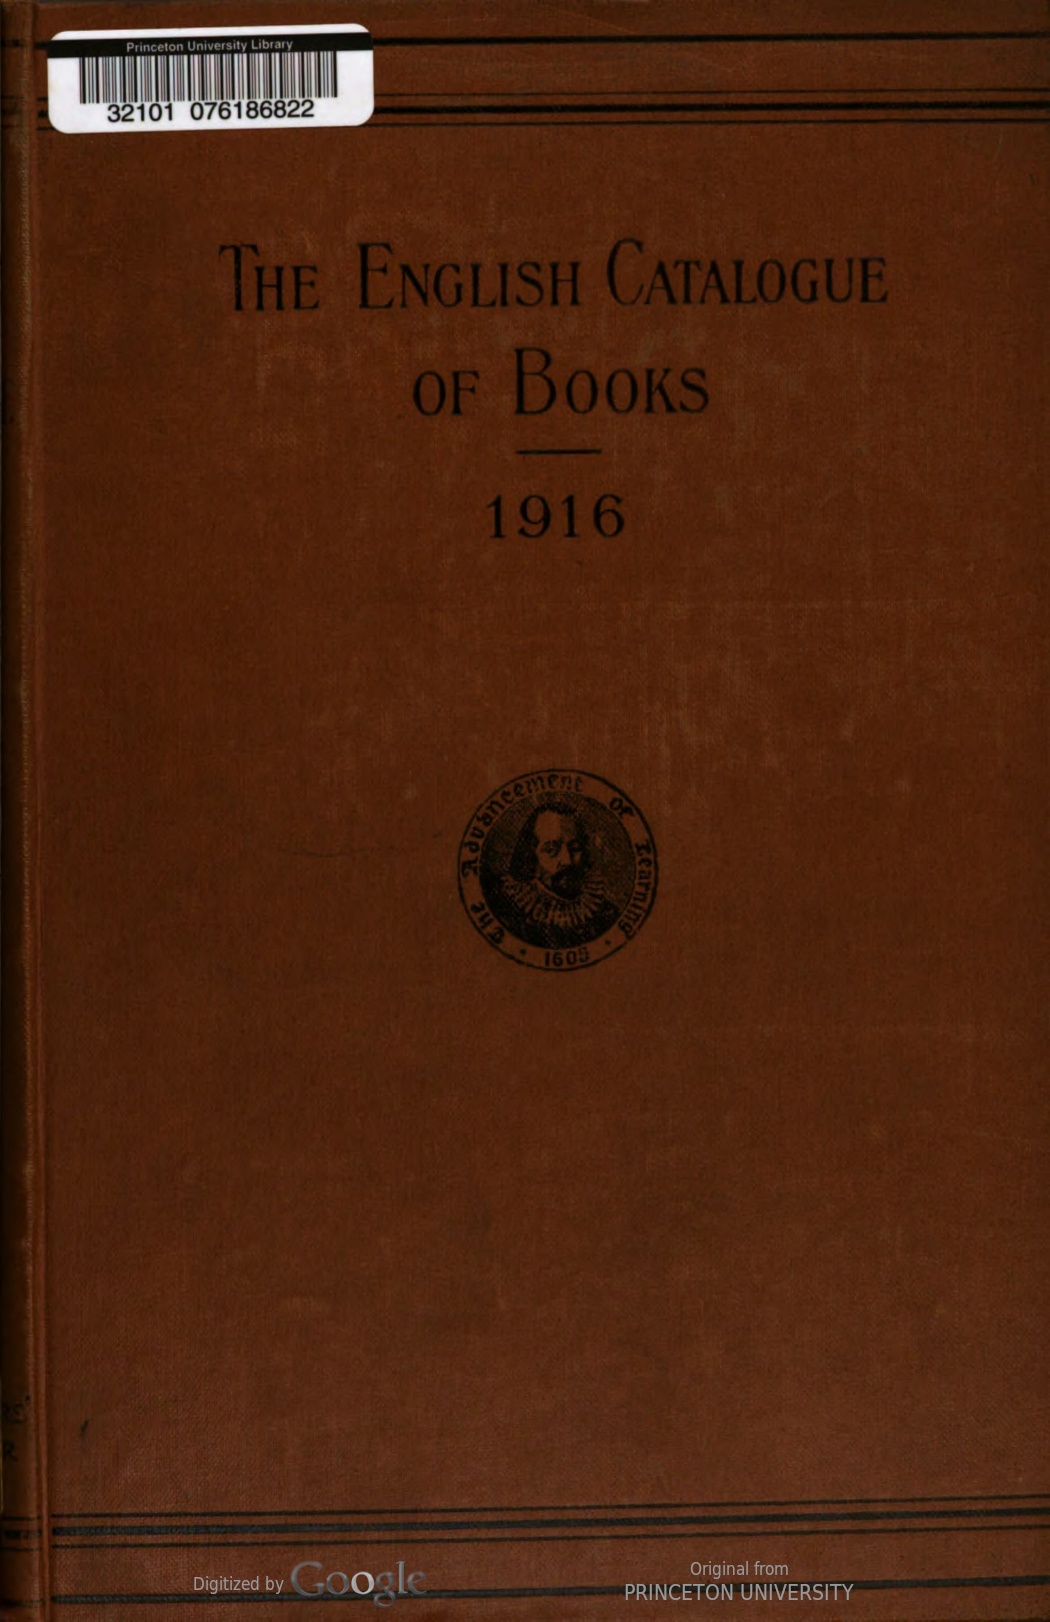 Princeton University Library
32101 076186822
THE ENGLISH CATALOGUE
OF BOOKS
1916
The Advancement of Learning
1605
Digitized by Google
Original from
PRINCETON UNIVERSITY